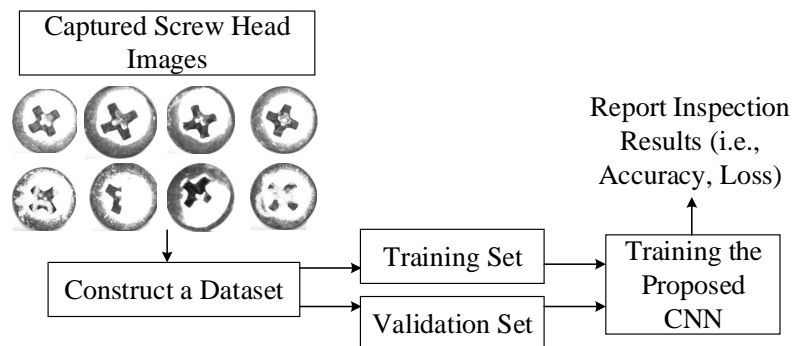 Captured Screw Head
Images
Report Inspection
Results (i.e.,
Accuracy, Loss)
Construct a Dataset
Training Set
Validation Set
Training the
Proposed
CNN